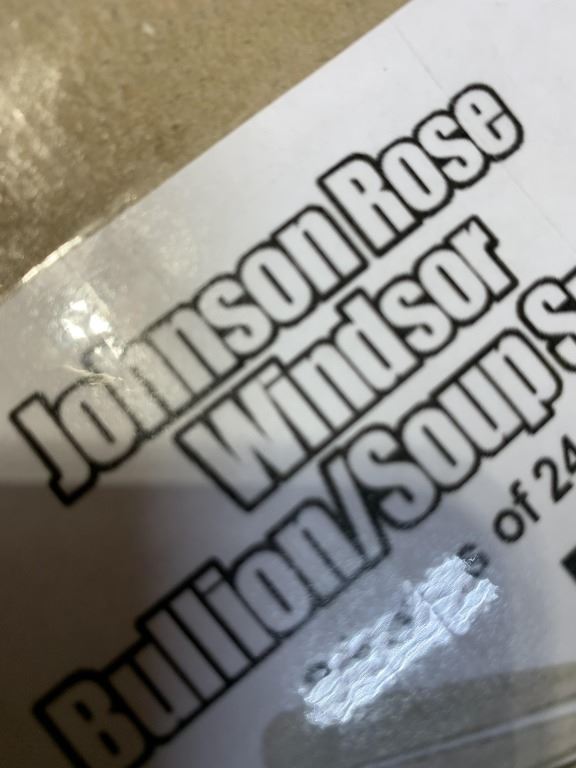 Johnson Rose
Windsor
Bullion/Soup
of 24